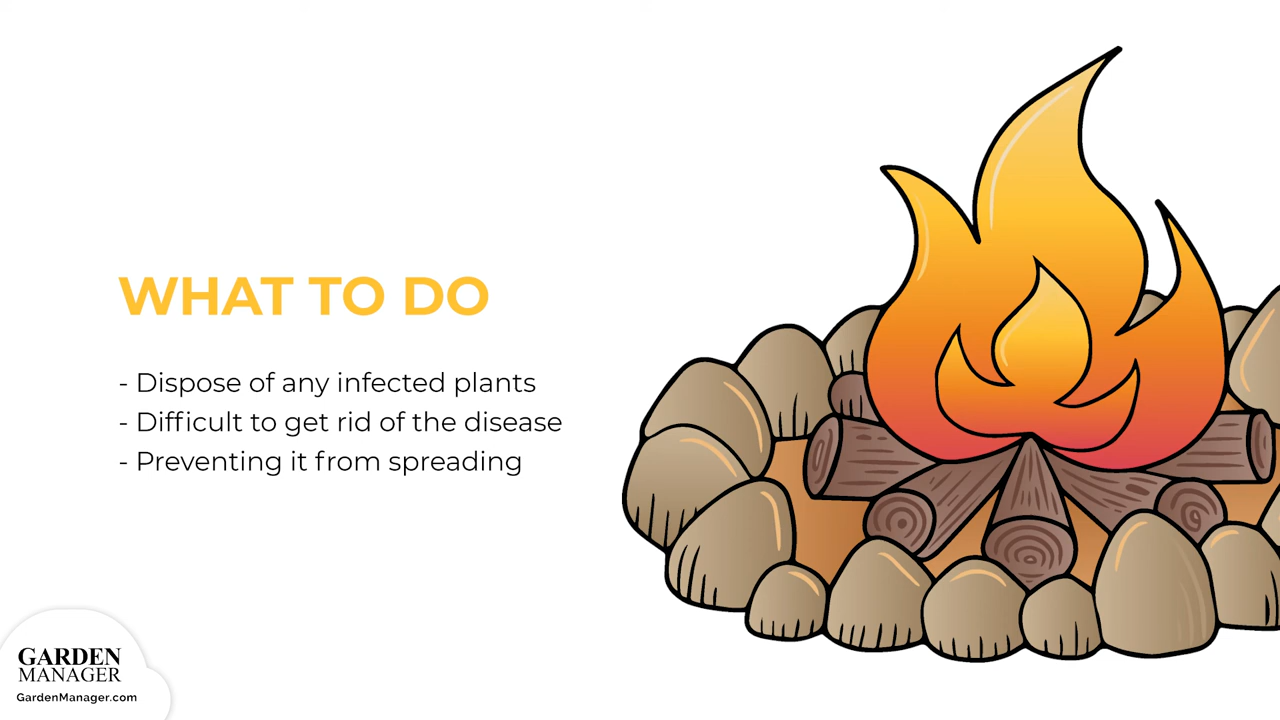 WHAT TO DO
- Dispose of any infected plants
- Difficult to get rid of the disease
- Preventing it from spreading
GARDEN
MANAGER
GardenManager.com